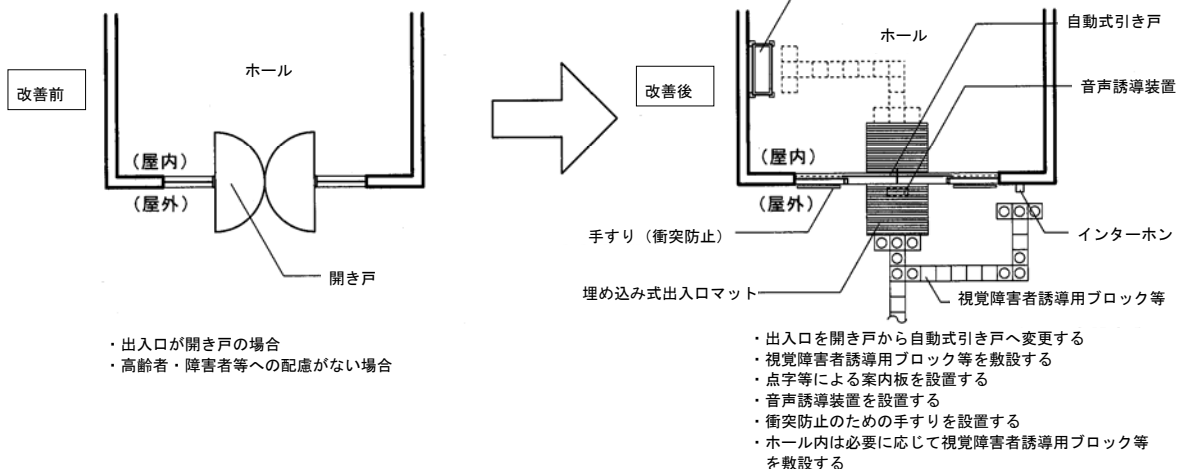 改善前
ホール
(屋内)
(屋外)
開き戸
・出入口が開き戸の場合
・高齢者・障害者等への配慮がない場合
改善後
ホール
自動式引き戸
音声誘導装置
(屋内)
(屋外)
手すり（衝突防止）
インターホン
埋め込み式出入口マット
視覚障害者誘導用ブロック等
・出入口を開き戸から自動式引き戸へ変更する
・視覚障害者誘導用ブロック等を敷設する
・点字等による案内板を設置する
・音声誘導装置を設置する
・衝突防止のための手すりを設置する
・ホール内は必要に応じて視覚障害者誘導用ブロック等
を敷設する